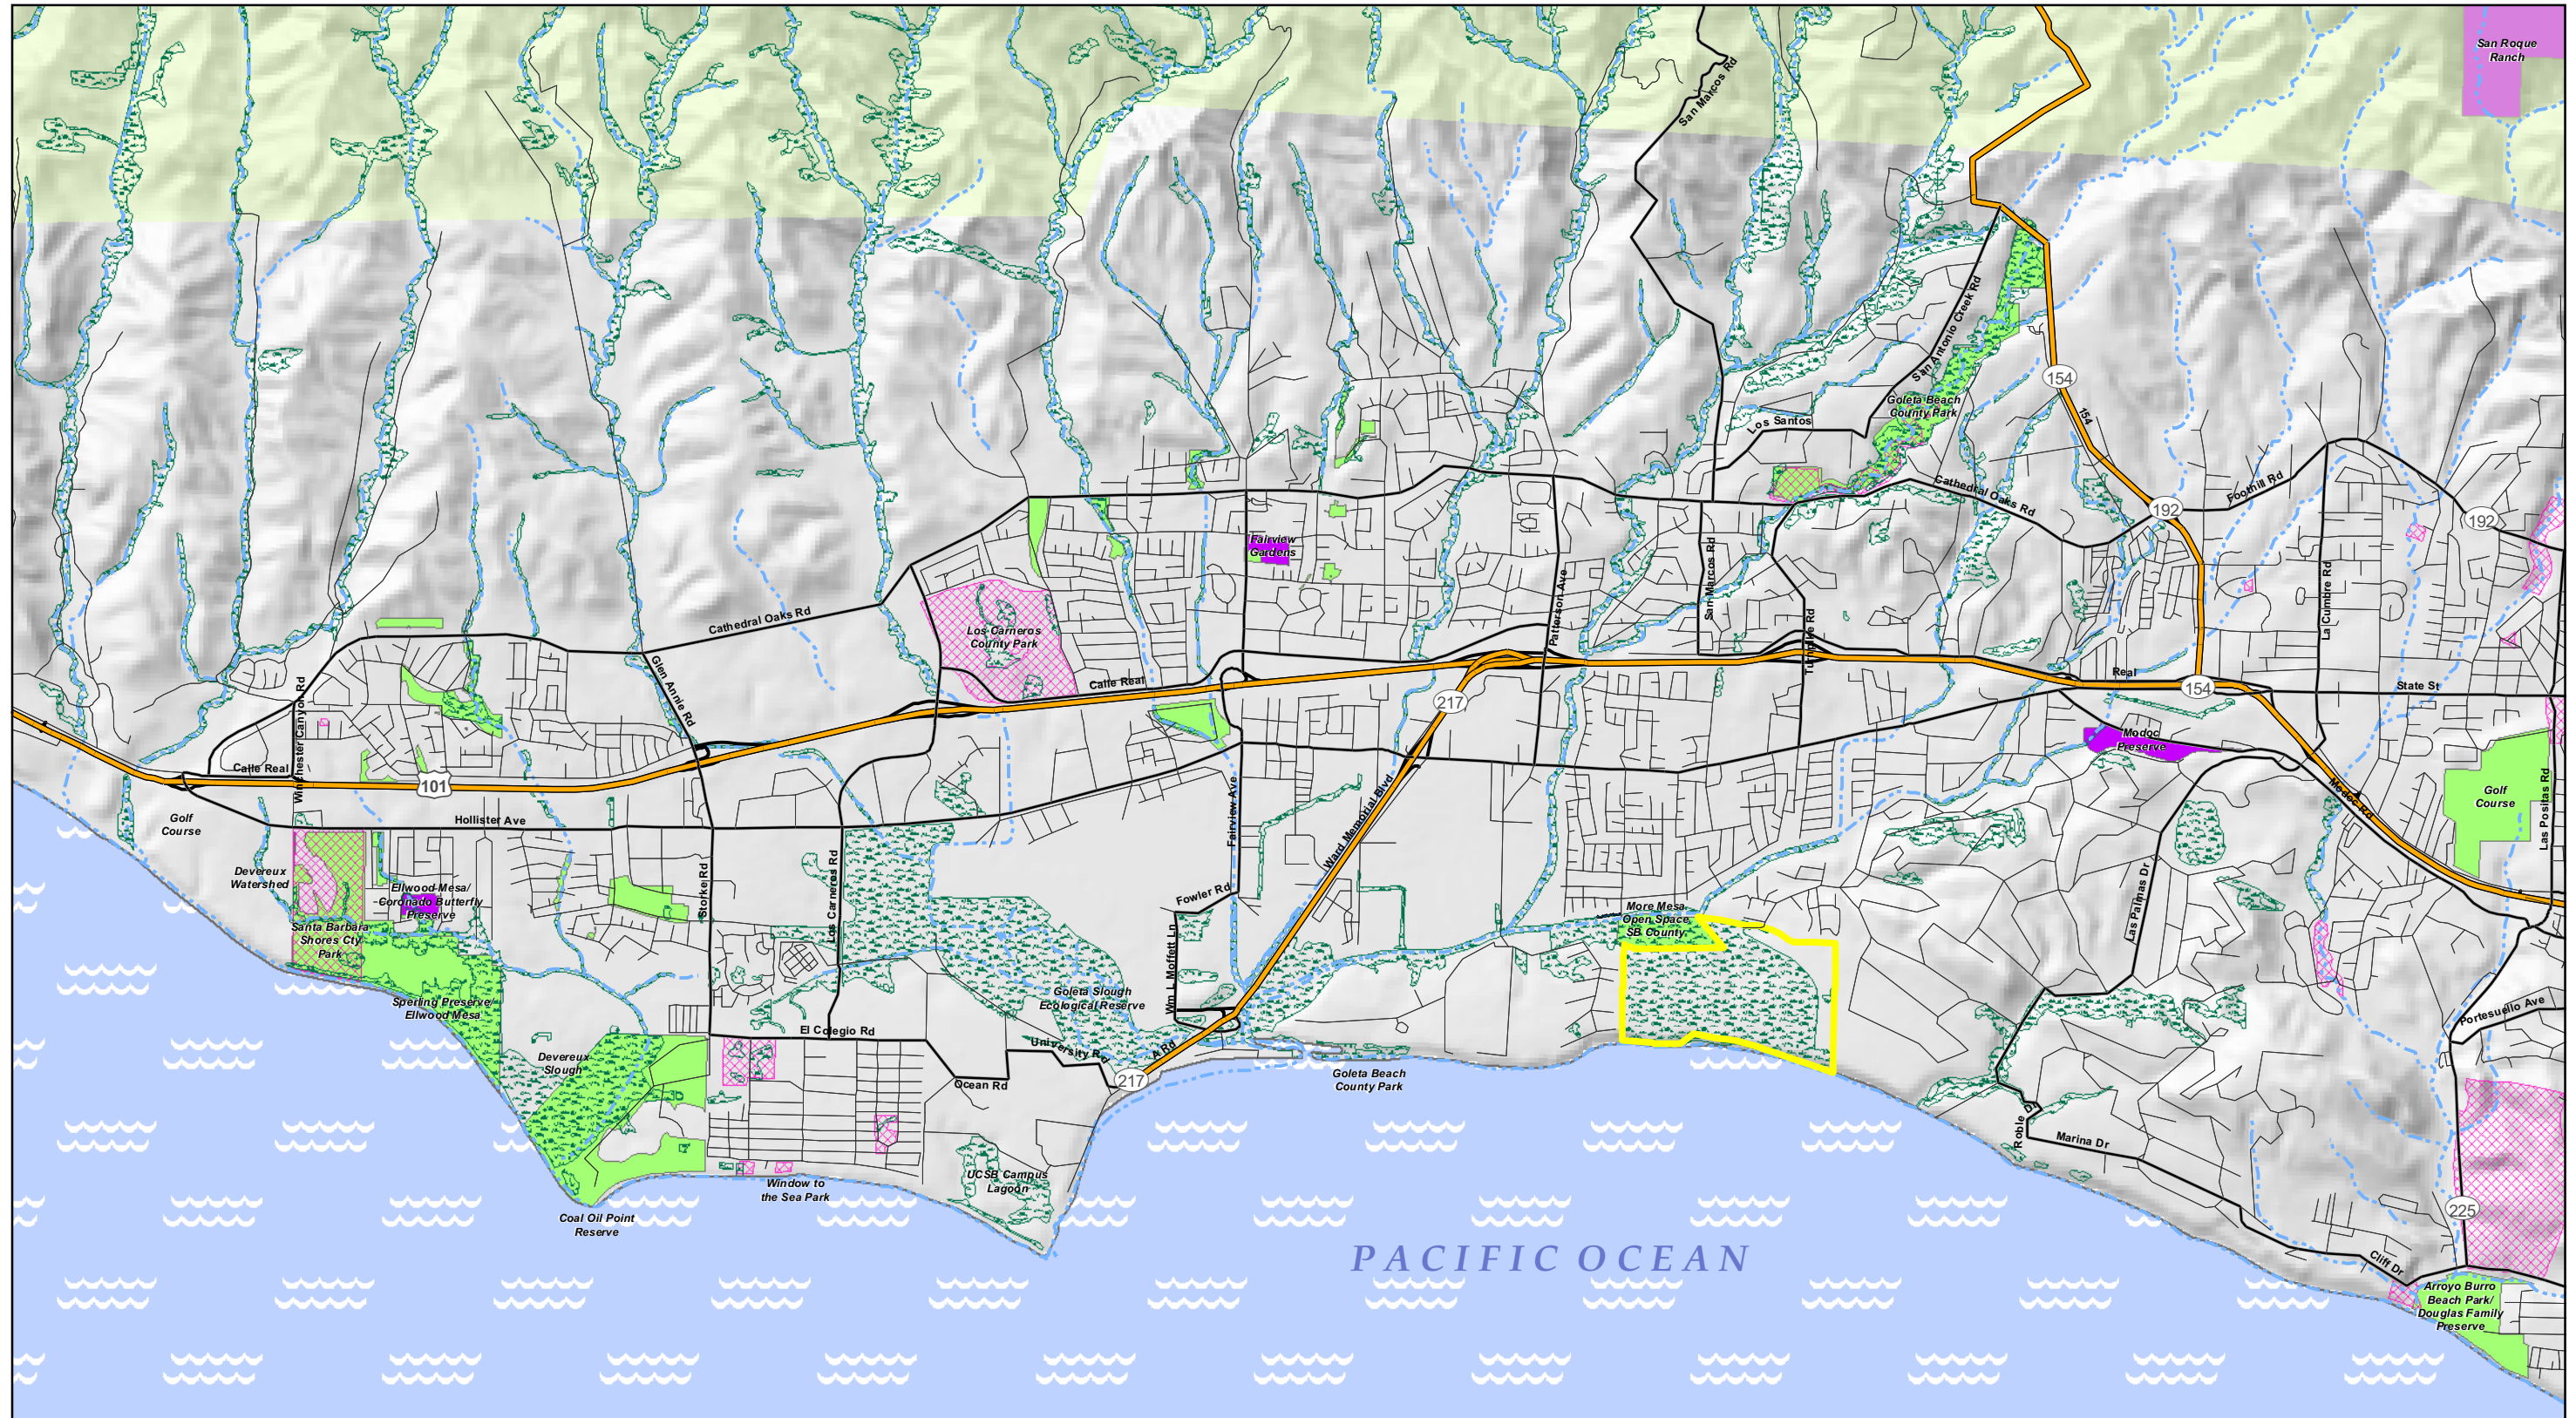 San Roque
Ranch
San Marcos Rd
San Antonio Creek Rd
154
Goleta Beach
County Park
154
Los Santos
Cathedral Oaks Rd
192
Foothill Rd
192
Fairview
Gardens
San Marcos Rd
Patterson Ave
La Cumbre Rd
Cathedral Oaks Rd
Los Carneros
County Park
Turnpike Rd
Glen Annie Rd
Calle Real
Real
154
State St
217
Winchester Canyon Rd
Modoc
Preserve
Calle Real
101
Golf
Course
Golf
Course
Hollister Ave
Fairview Ave
Ward Memorial Blvd
Modoc Rd
Las Positas Rd
Devereux
Watershed
Ellwood Mesa/
Coronado Butterfly
Preserve
Storke Rd
Los Carneros Rd
Fowler Rd
Las Palmas Dr
More Mesa
Open Space
SB County
Santa Barbara
Shores Cty
Park
Wm L Moffett Ln
Sperling Preserve/
Ellwood Mesa
Goleta Slough
Ecological Reserve
Portesuello Ave
El Colegio Rd
University Rd
A Rd
Devereux
Slough
Ocean Rd
217
Goleta Beach
County Park
Roble Dr
Marina Dr
UCSB Campus
Lagoon
Window to
the Sea Park
Coal Oil Point
Reserve
225
PACIFIC OCEAN
Cliff Dr
Arroyo Burro
Beach Park/
Douglas Family
Preserve